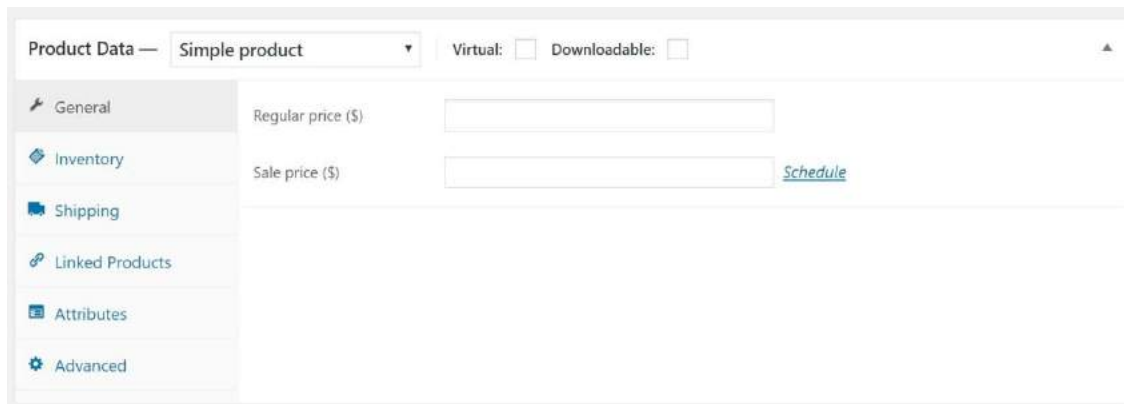 Product Data — Simple product Virtual: Downloadable:
General
Regular price ($)
Inventory
Sale price ($) Schedule
Shipping
Linked Products
Attributes
Advanced